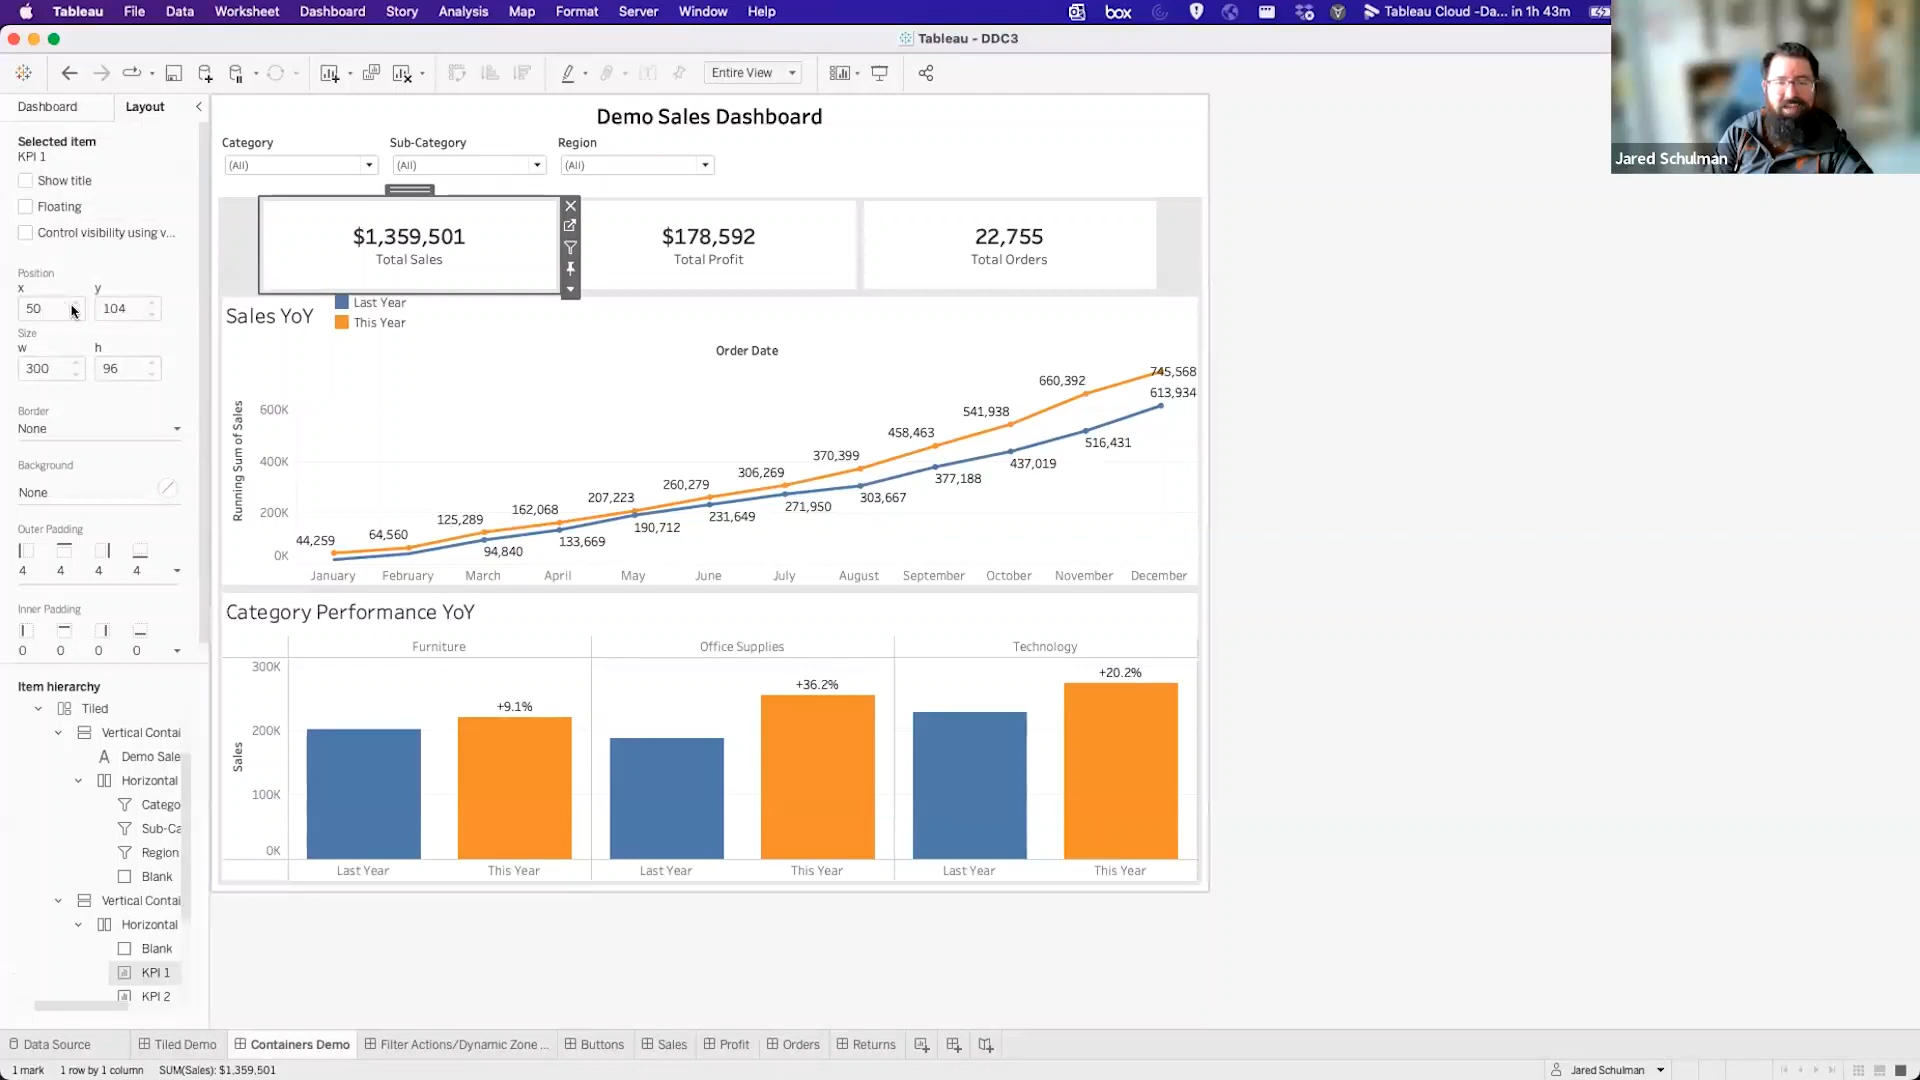 Tableau File Data Worksheet Dashboard Story Analysis Map Format Server Window Help
box Tableau Cloud -Da... in 1h 43m
Tableau - DDC3
Entire View
Dashboard Layout
Selected item
KPI 1
Show title
Floating
Control visibility using v...
Position
x y
50 104
Size
w h
300 96
Border
None
Background
None
Outer Padding
4 4 4 4
Inner Padding
0 0 0 0
Item hierarchy
Tiled
Vertical Contai
Demo Sale
Horizontal
Catego
Sub-Ca
Region
Blank
Vertical Contai
Horizontal
Blank
KPI 1
KPI 2
Demo Sales Dashboard
Category Sub-Category Region
(All) (All) (All)
$1,359,501 $178,592 22,755
Total Sales Total Profit Total Orders
Sales YoY
Last Year
This Year
Order Date
Running Sum of Sales
600K
400K
200K
0K
44,259 64,560 125,289 162,068 207,223 260,279 306,269 370,399 458,463 541,938 660,392 745,568
94,840 133,669 190,712 231,649 271,950 303,667 377,188 437,019 516,431 613,934
January February March April May June July August September October November December
Category Performance YoY
Furniture Office Supplies Technology
Sales
300K
200K
100K
0K
+9.1% +36.2% +20.2%
Last Year This Year Last Year This Year Last Year This Year
Jared Schulman
Data Source Tiled Demo Containers Demo Filter Actions/Dynamic Zone ... Buttons Sales Profit Orders Returns
1 mark 1 row by 1 column SUM(Sales): $1,359,501
Jared Schulman